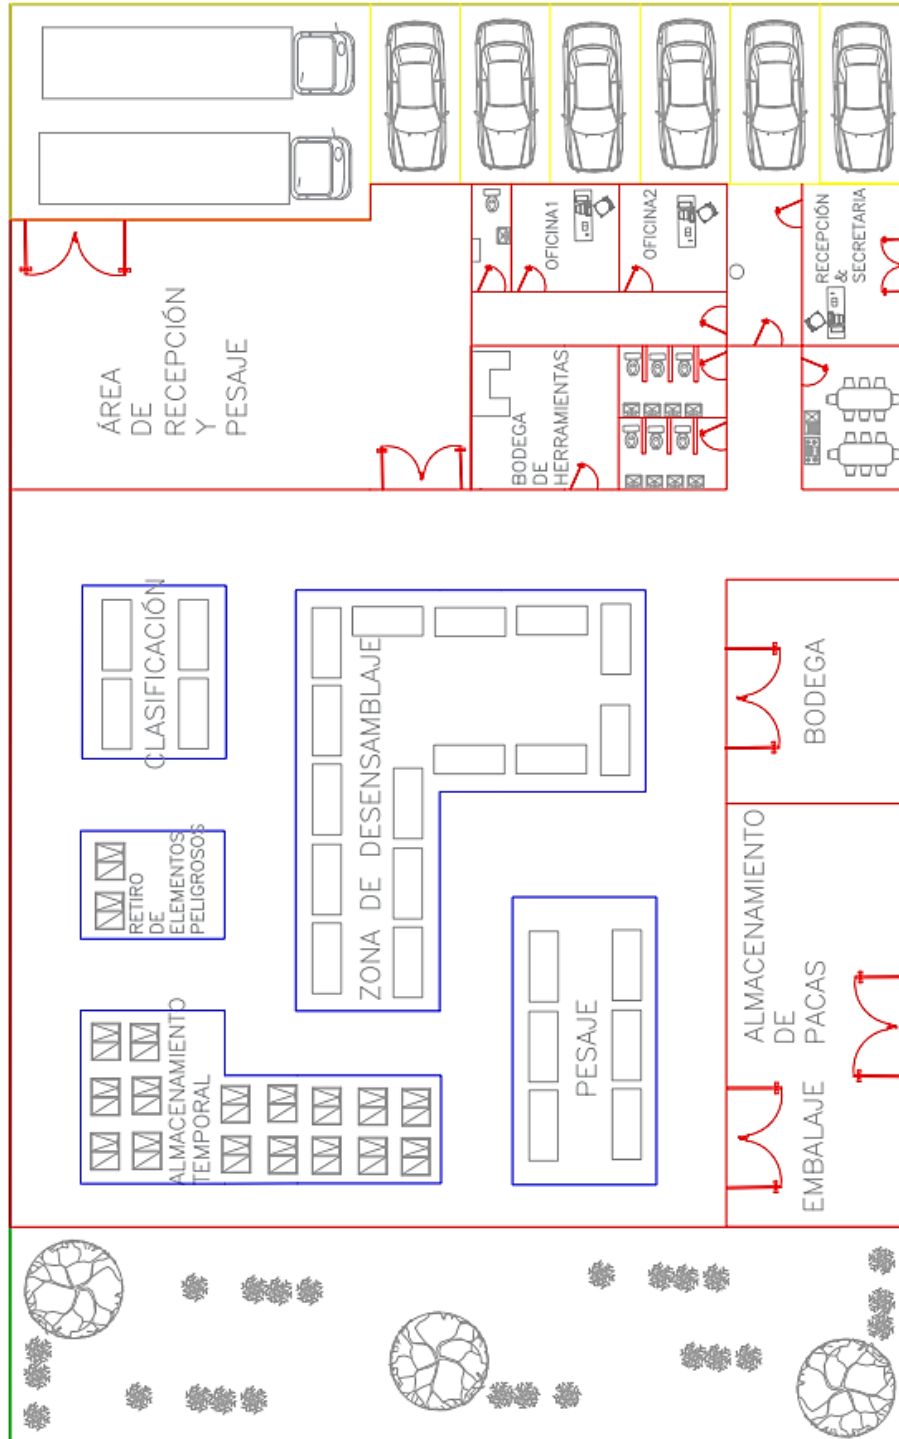 ÁREA
DE
RECEPCIÓN
Y
PESAJE
OFICINA1
OFICINA2
RECEPCIÓN
&
SECRETARIA
BODEGA
DE
HERRAMIENTAS
CLASIFICACIÓN
ZONA DE DESENSAMBLAJE
BODEGA
RETIRO
DE
ELEMENTOS
PELIGROSOS
ALMACENAMIENTO
DE
PACAS
PESAJE
ALMACENAMIENTO
TEMPORAL
EMBALAJE